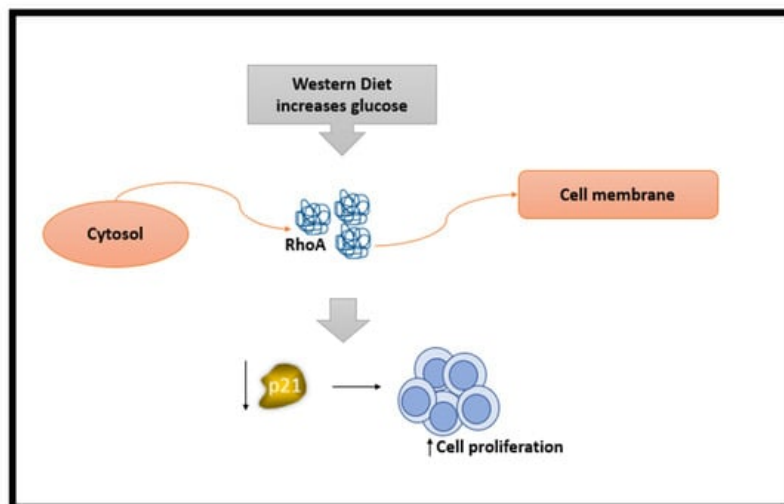 Western Diet
increases glucose
Cytosol
RhoA
Cell membrane
p21
↑ Cell proliferation